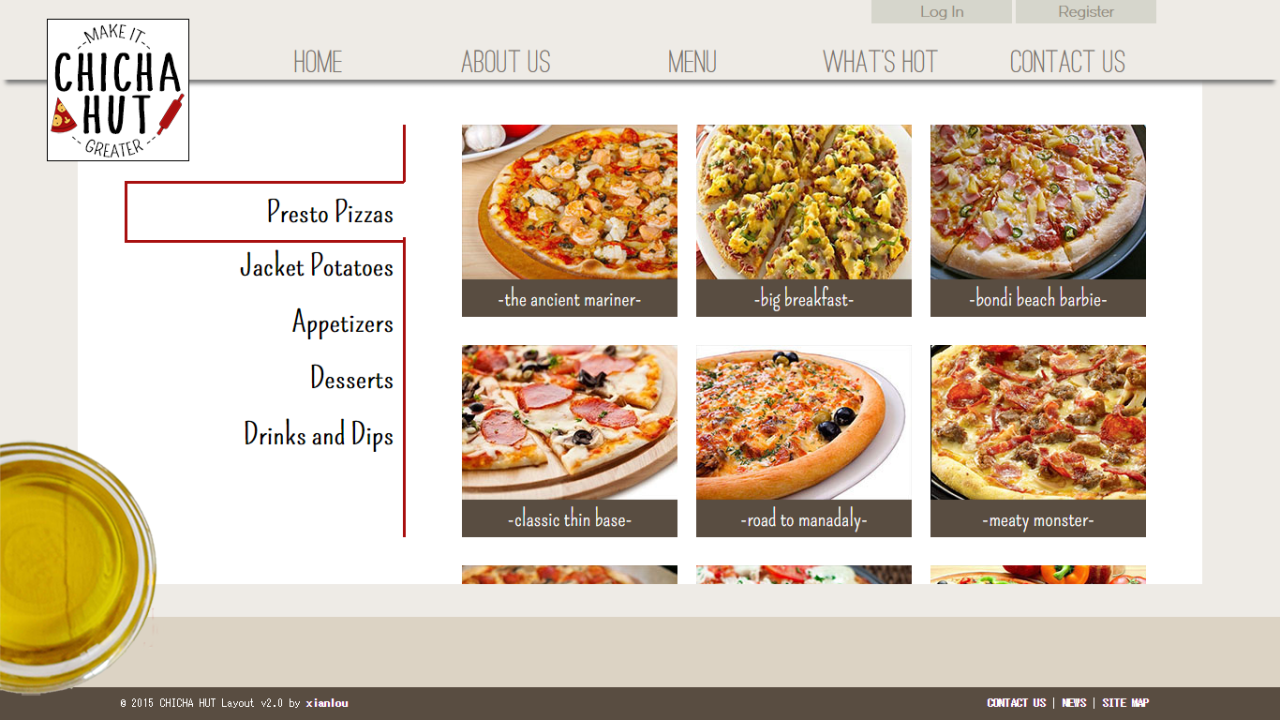 Log In Register
MAKE IT
CHICHA
HUT
GREATER
HOME ABOUT US MENU WHAT'S HOT CONTACT US
Presto Pizzas
Jacket Potatoes
Appetizers
Desserts
Drinks and Dips
-the ancient mariner- -big breakfast- -bondi beach barbie-
-classic thin base- -road to manadaly- -meaty monster-
© 2015 CHICHA HUT Layout v2.0 by xianlou CONTACT US | NEWS | SITE MAP